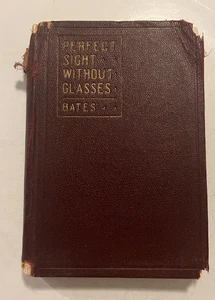 PERFECT
SIGHT
WITHOUT
GLASSES
BATES